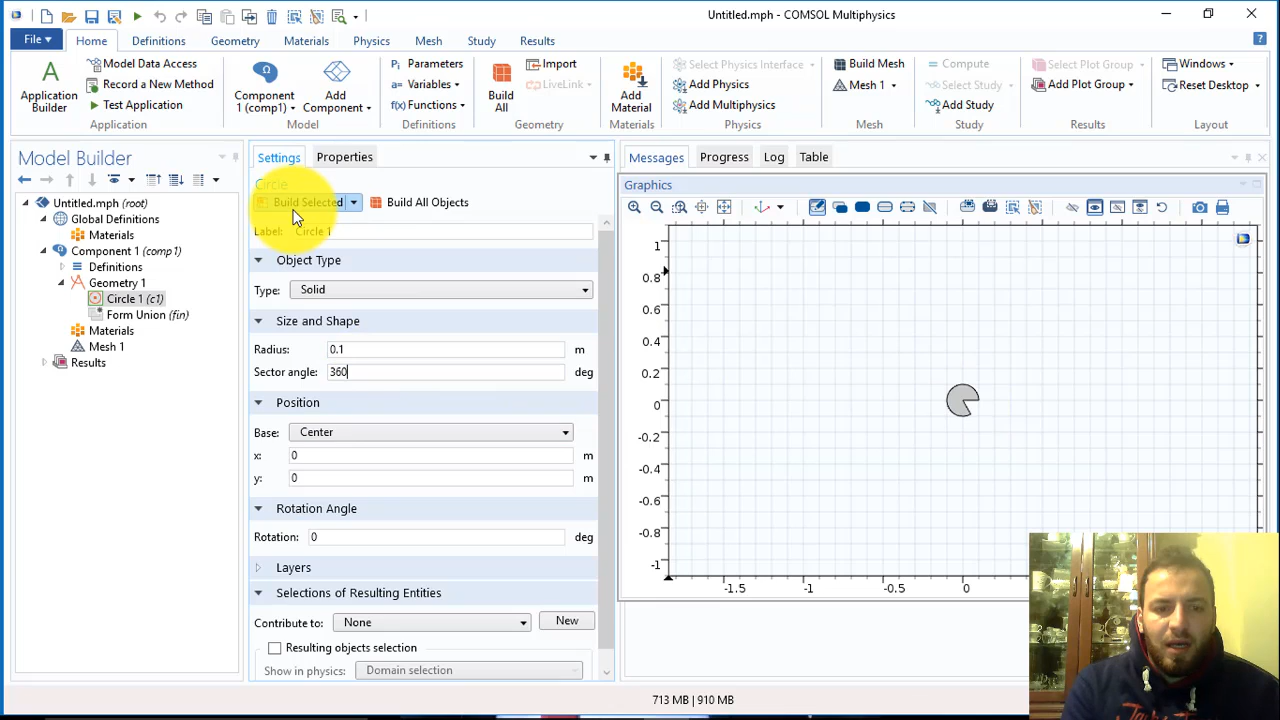 Untitled.mph - COMSOL Multiphysics
File Home Definitions Geometry Materials Physics Mesh Study Results
Application Builder
Model Data Access
Record a New Method
Test Application
Application
Component 1 (comp1)
Add Component
Model
Pi Parameters
a= Variables
f(x) Functions
Definitions
Build All
Import
LiveLink
Geometry
Add Material
Materials
Select Physics Interface
Add Physics
Add Multiphysics
Physics
Build Mesh
Mesh 1
Mesh
Compute
Select Study
Add Study
Study
Select Plot Group
Add Plot Group
Results
Windows
Reset Desktop
Layout
Model Builder
Untitled.mph (root)
Global Definitions
Materials
Component 1 (comp1)
Definitions
Geometry 1
Circle 1 (c1)
Form Union (fin)
Materials
Mesh 1
Results
Settings Properties
Circle
Build Selected Build All Objects
Label: Circle 1
Object Type
Type: Solid
Size and Shape
Radius: 0.1 m
Sector angle: 360 deg
Position
Base: Center
x: 0 m
y: 0 m
Rotation Angle
Rotation: 0 deg
Layers
Selections of Resulting Entities
Contribute to: None New
Resulting objects selection
Show in physics: Domain selection
Messages Progress Log Table
Graphics
1
0.8
0.6
0.4
0.2
0
-0.2
-0.4
-0.6
-0.8
-1
-1.5 -1 -0.5 0
713 MB | 910 MB